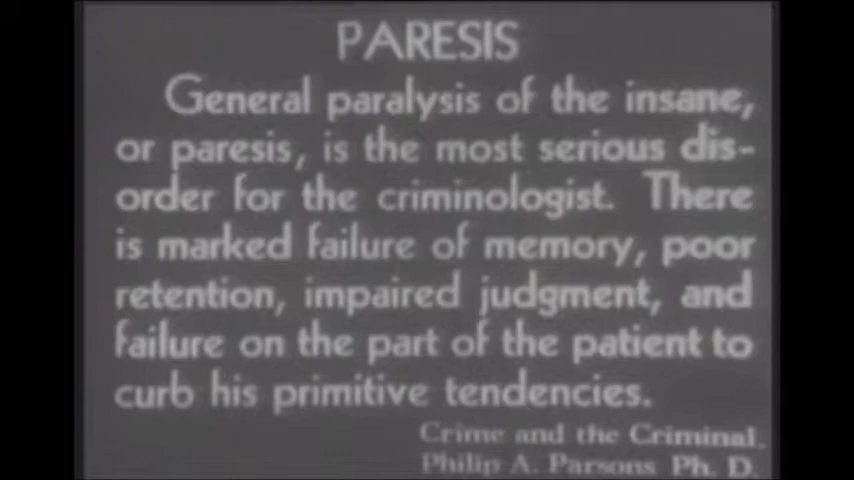 PARESIS
General paralysis of the insane,
or paresis, is the most serious dis-
order for the criminologist. There
is marked failure of memory, poor
retention, impaired judgment, and
failure on the part of the patient to
curb his primitive tendencies.
Crime and the Criminal.
Philip A. Parsons Ph. D.